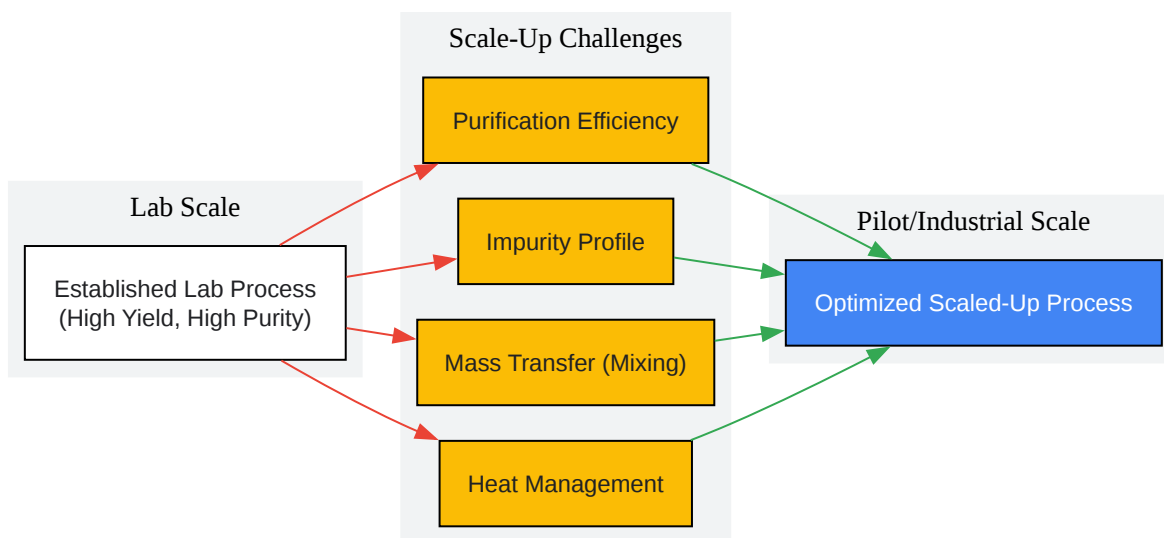 Lab Scale
Established Lab Process
(High Yield, High Purity)
Scale-Up Challenges
Purification Efficiency
Impurity Profile
Mass Transfer (Mixing)
Heat Management
Pilot/Industrial Scale
Optimized Scaled-Up Process